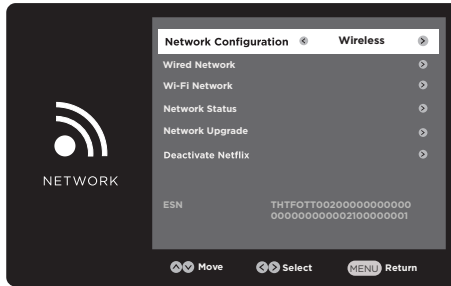 Network Configuration Wireless
Wired Network
Wi-Fi Network
Network Status
Network Upgrade
Deactivate Netflix
NETWORK
ESN THTFOTT00200000000000
000000000002100000001
Move Select MENU Return